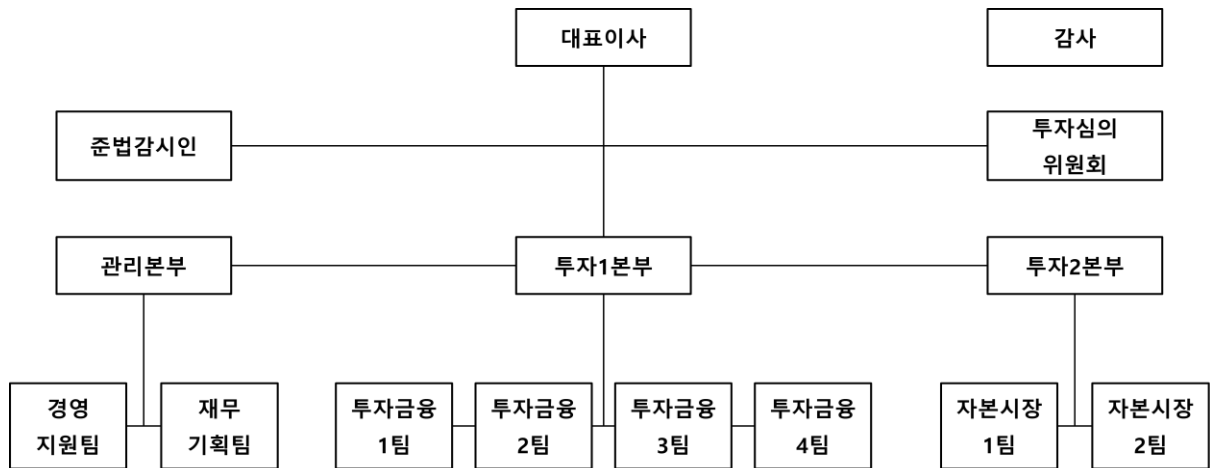 대표이사
감사
준법감시인
투자심의
위원회
관리본부
투자1본부
투자2본부
경영
지원팀
재무
기획팀
투자금융
1팀
투자금융
2팀
투자금융
3팀
투자금융
4팀
자본시장
1팀
자본시장
2팀